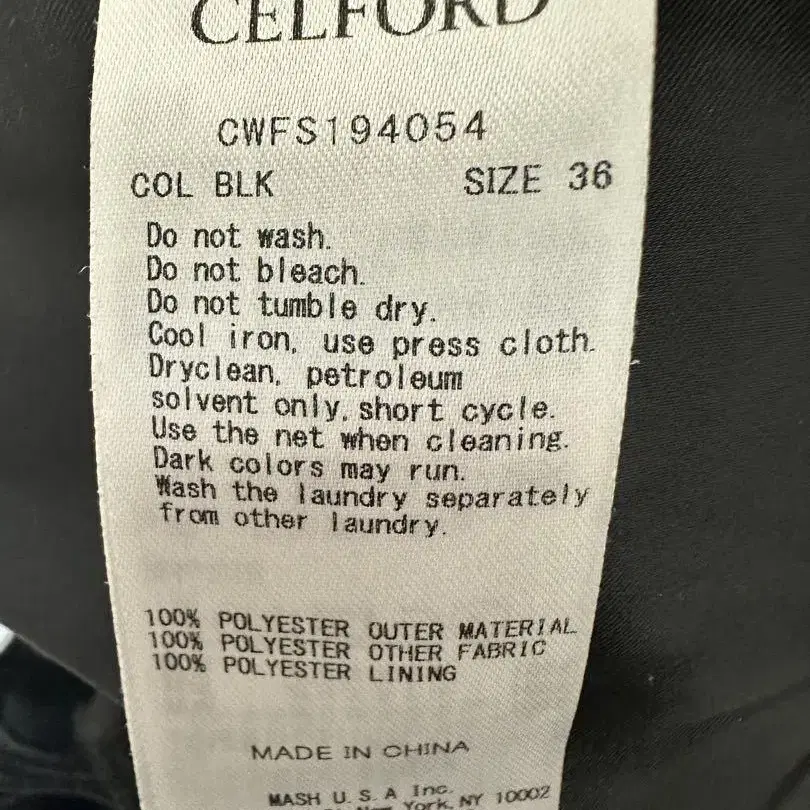 CELFORD
CWFS194054
COL BLK SIZE 36
Do not wash.
Do not bleach.
Do not tumble dry.
Cool iron, use press cloth.
Dryclean, petroleum
solvent only, short cycle.
Use the net when cleaning.
Dark colors may run.
Wash the laundry separately
from other laundry.
100% POLYESTER OUTER MATERIAL
100% POLYESTER OTHER FABRIC
100% POLYESTER LINING
MADE IN CHINA
MASH U.S.A Inc.
New York, NY 10002